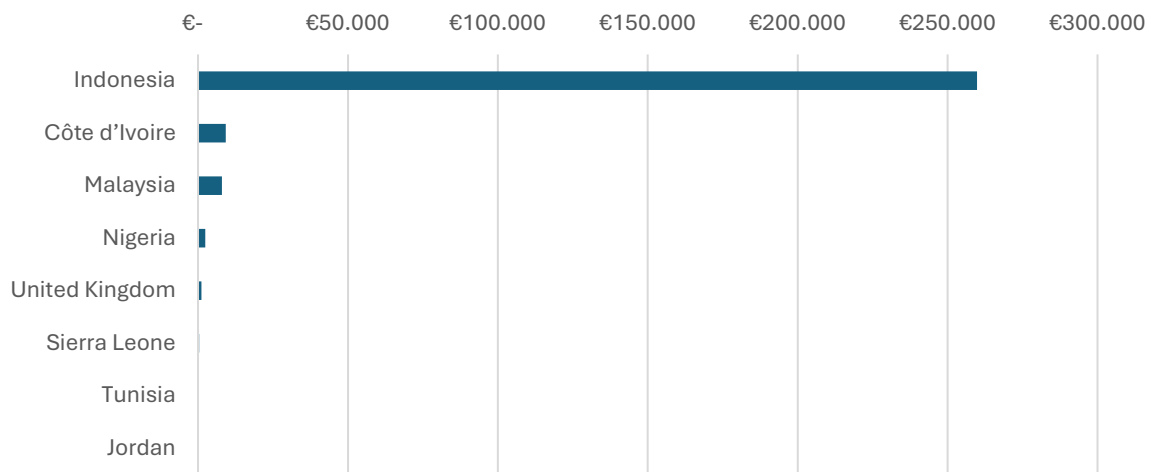 €- €50.000 €100.000 €150.000 €200.000 €250.000 €300.000
Indonesia
Côte d’Ivoire
Malaysia
Nigeria
United Kingdom
Sierra Leone
Tunisia
Jordan